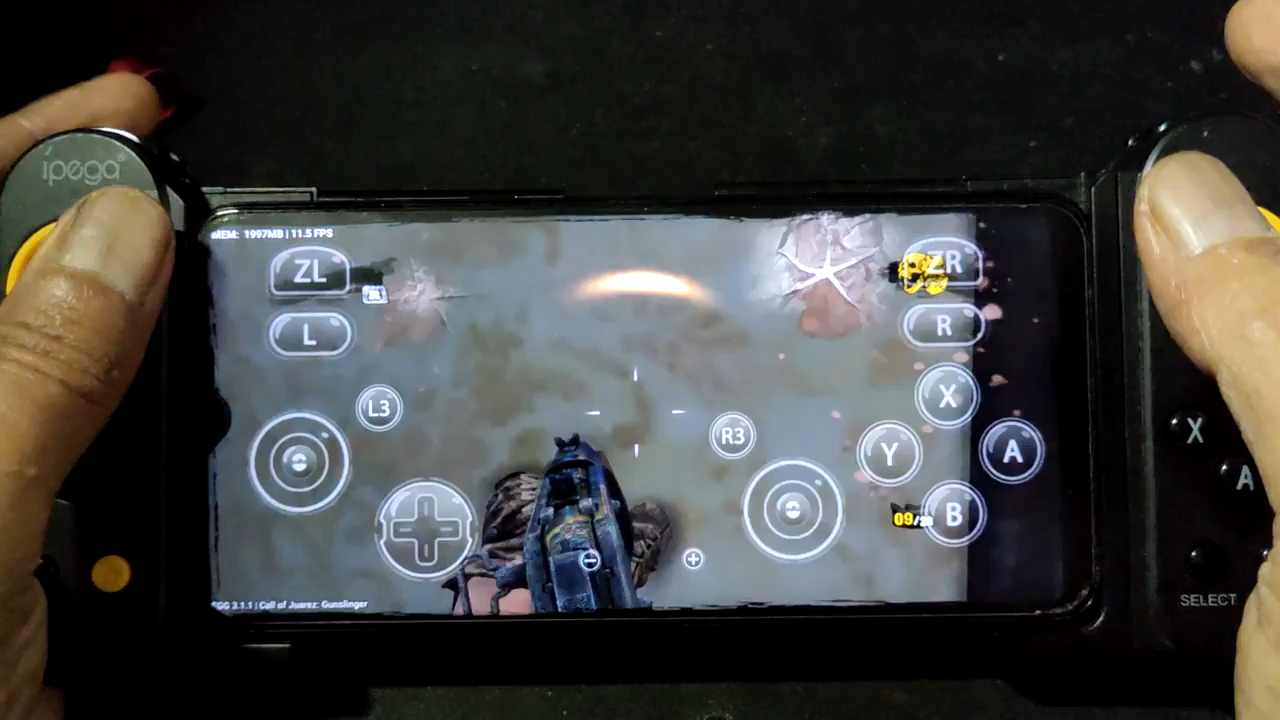 ipega®
MEM: 1997MB | 11.5 FPS
ZL
ZR
L
R
L3
X
R3
Y
A
X
A
09/28
B
EGG 3.1.1 | Call of Juarez: Gunslinger
SELECT